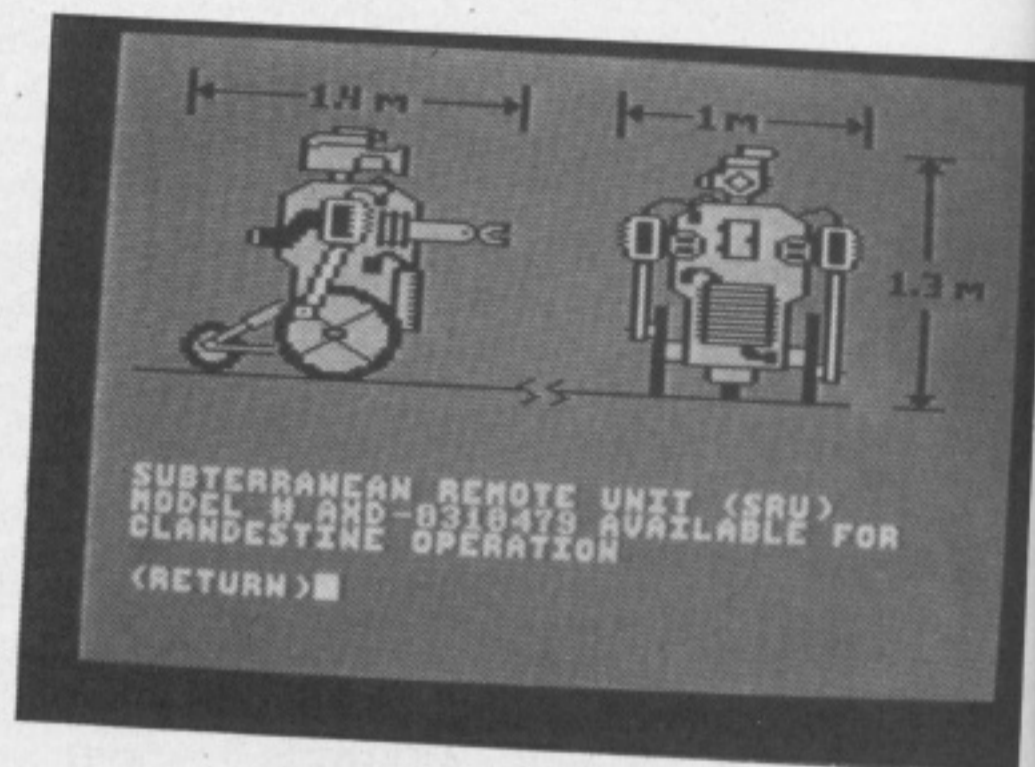 1.4 M
1 M
1.3 M
SUBTERRANEAN REMOTE UNIT (SRU)
MODEL # AXD-0310479 AVAILABLE FOR
CLANDESTINE OPERATION
(RETURN)